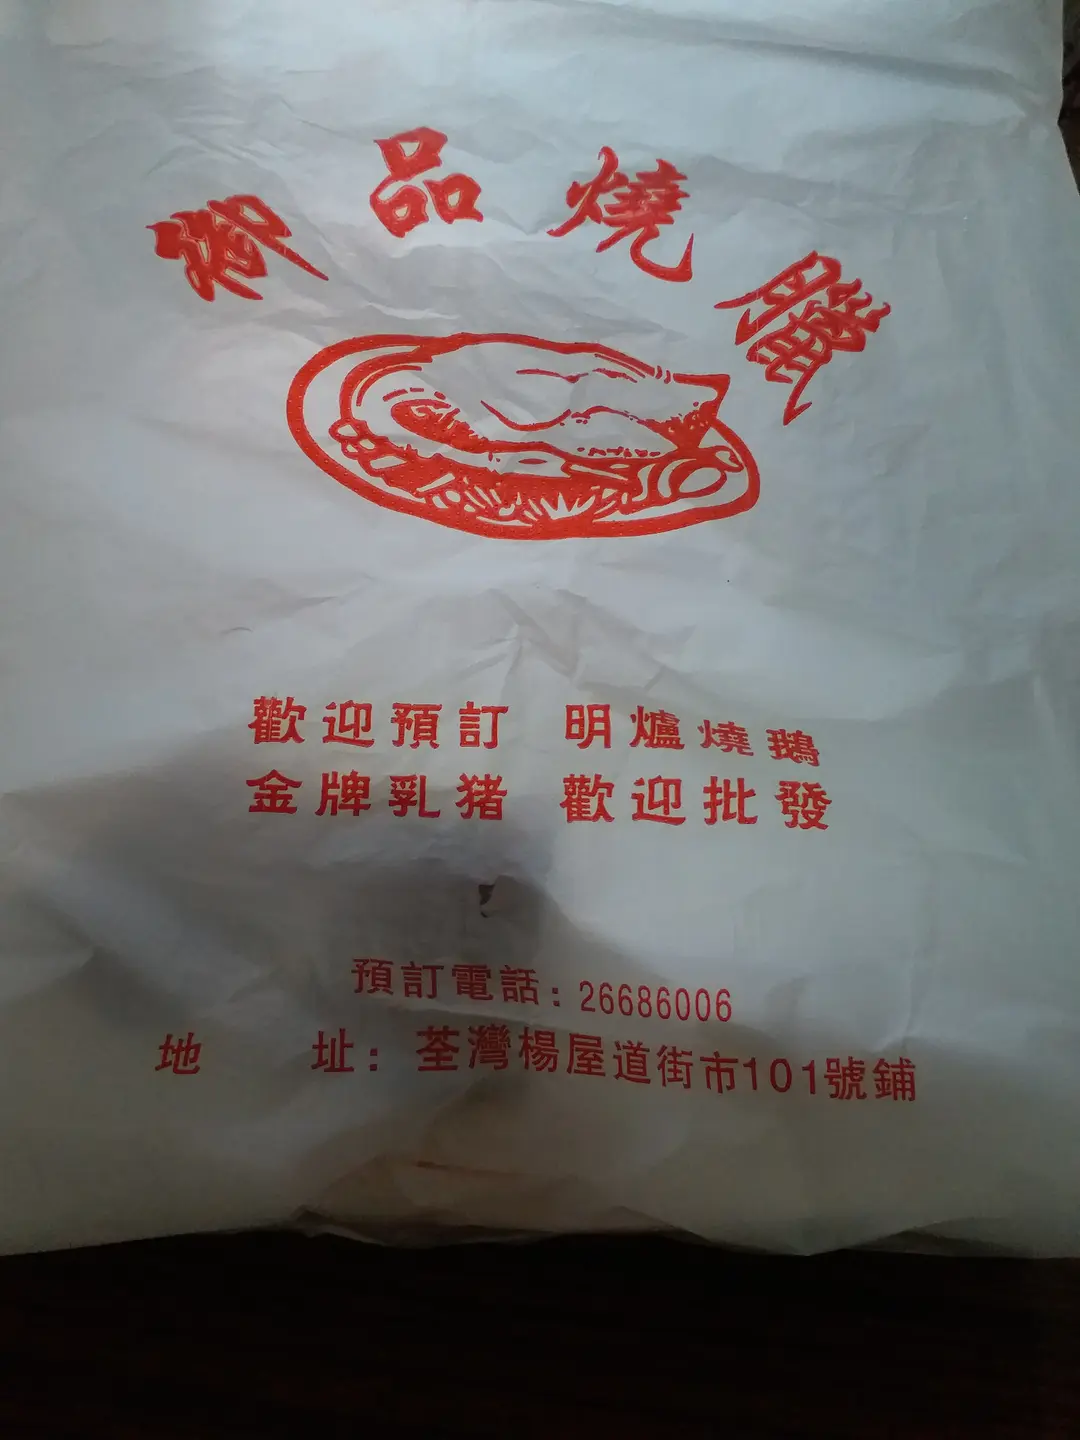 御品燒臘
歡迎預訂 明爐燒鵝
金牌乳猪 歡迎批發
預訂電話: 26686006
地 址: 荃灣楊屋道街市101號鋪